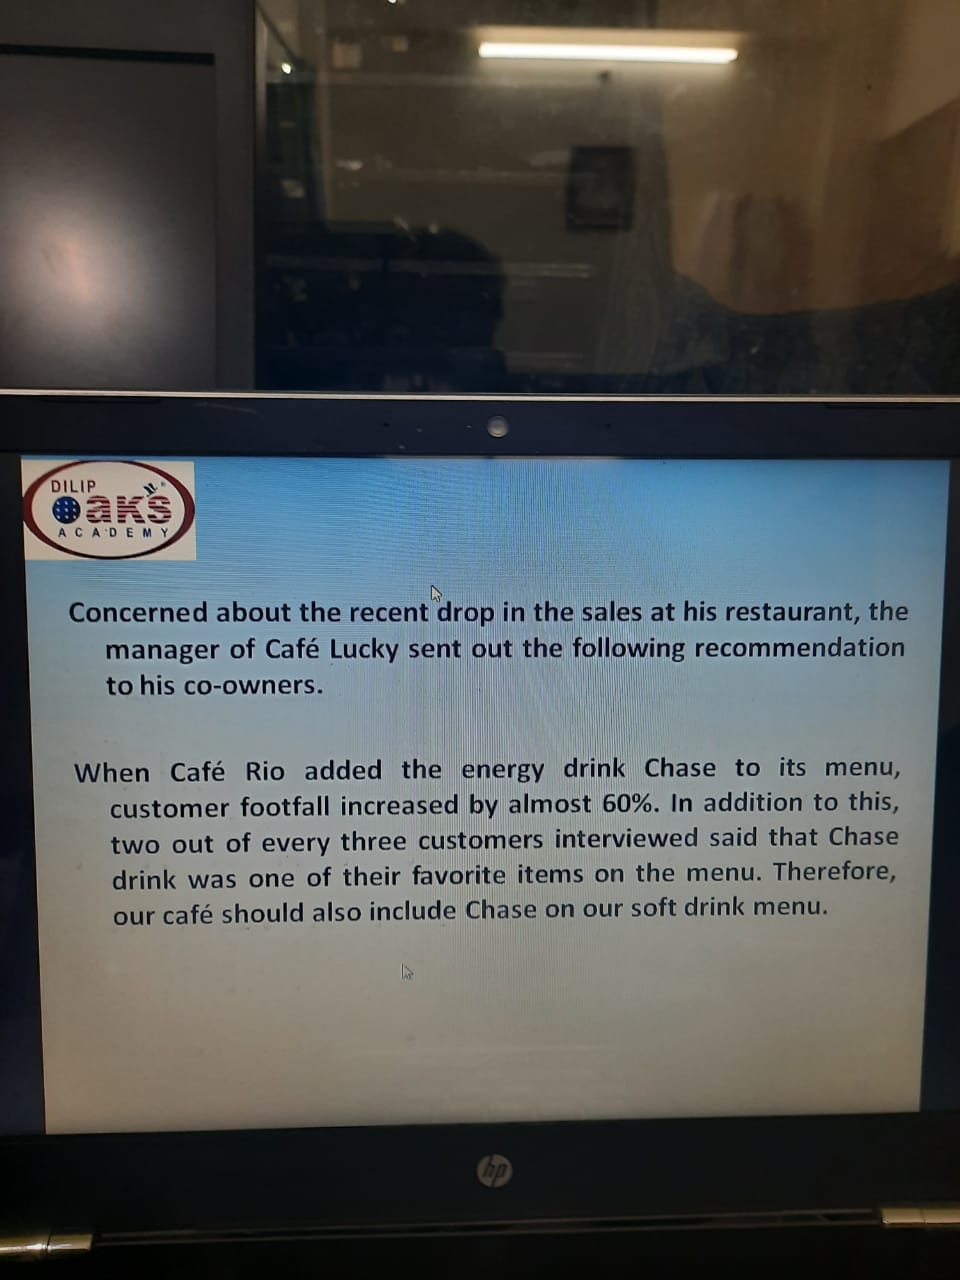 DILIP
Oaks
ACADEMY
Concerned about the recent drop in the sales at his restaurant, the
manager of Café Lucky sent out the following recommendation
to his co-owners.
When Café Rio added the energy drink Chase to its menu,
customer footfall increased by almost 60%. In addition to this,
two out of every three customers interviewed said that Chase
drink was one of their favorite items on the menu. Therefore,
our café should also include Chase on our soft drink menu.
hp